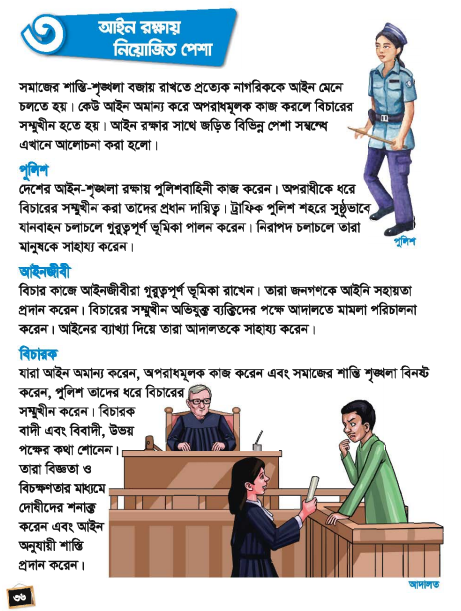 ৩
আইন রক্ষায়
নিয়োজিত পেশা
সমাজের শান্তি-শৃঙ্খলা বজায় রাখতে প্রত্যেক নাগরিককে আইন মেনে
চলতে হয়। কেউ আইন অমান্য করে অপরাধমূলক কাজ করলে বিচারের
সম্মুখীন হতে হয়। আইন রক্ষার সাথে জড়িত বিভিন্ন পেশা সম্বন্ধে
এখানে আলোচনা করা হলো।
পুলিশ
দেশের আইন-শৃঙ্খলা রক্ষায় পুলিশবাহিনী কাজ করেন। অপরাধীকে ধরে
বিচারের সম্মুখীন করা তাদের প্রধান দায়িত্ব। ট্রাফিক পুলিশ শহরে সুষ্ঠুভাবে
যানবাহন চলাচলে গুরুত্বপূর্ণ ভূমিকা পালন করেন। নিরাপদ চলাচলে তারা
মানুষকে সাহায্য করেন।
পুলিশ
আইনজীবী
বিচার কাজে আইনজীবীরা গুরুত্বপূর্ণ ভূমিকা রাখেন। তারা জনগণকে আইনি সহায়তা
প্রদান করেন। বিচারের সম্মুখীন অভিযুক্ত ব্যক্তিদের পক্ষে আদালতে মামলা পরিচালনা
করেন। আইনের ব্যাখ্যা দিয়ে তারা আদালতকে সাহায্য করেন।
বিচারক
যারা আইন অমান্য করেন, অপরাধমূলক কাজ করেন এবং সমাজের শান্তি শৃঙ্খলা বিনষ্ট
করেন, পুলিশ তাদের ধরে বিচারের
সম্মুখীন করেন। বিচারক
বাদী এবং বিবাদী, উভয়
পক্ষের কথা শোনেন।
তারা বিজ্ঞতা ও
বিচক্ষণতার মাধ্যমে
দোষীদের শনাক্ত
করেন এবং আইন
অনুযায়ী শাস্তি
প্রদান করেন।
আদালত
৩৬